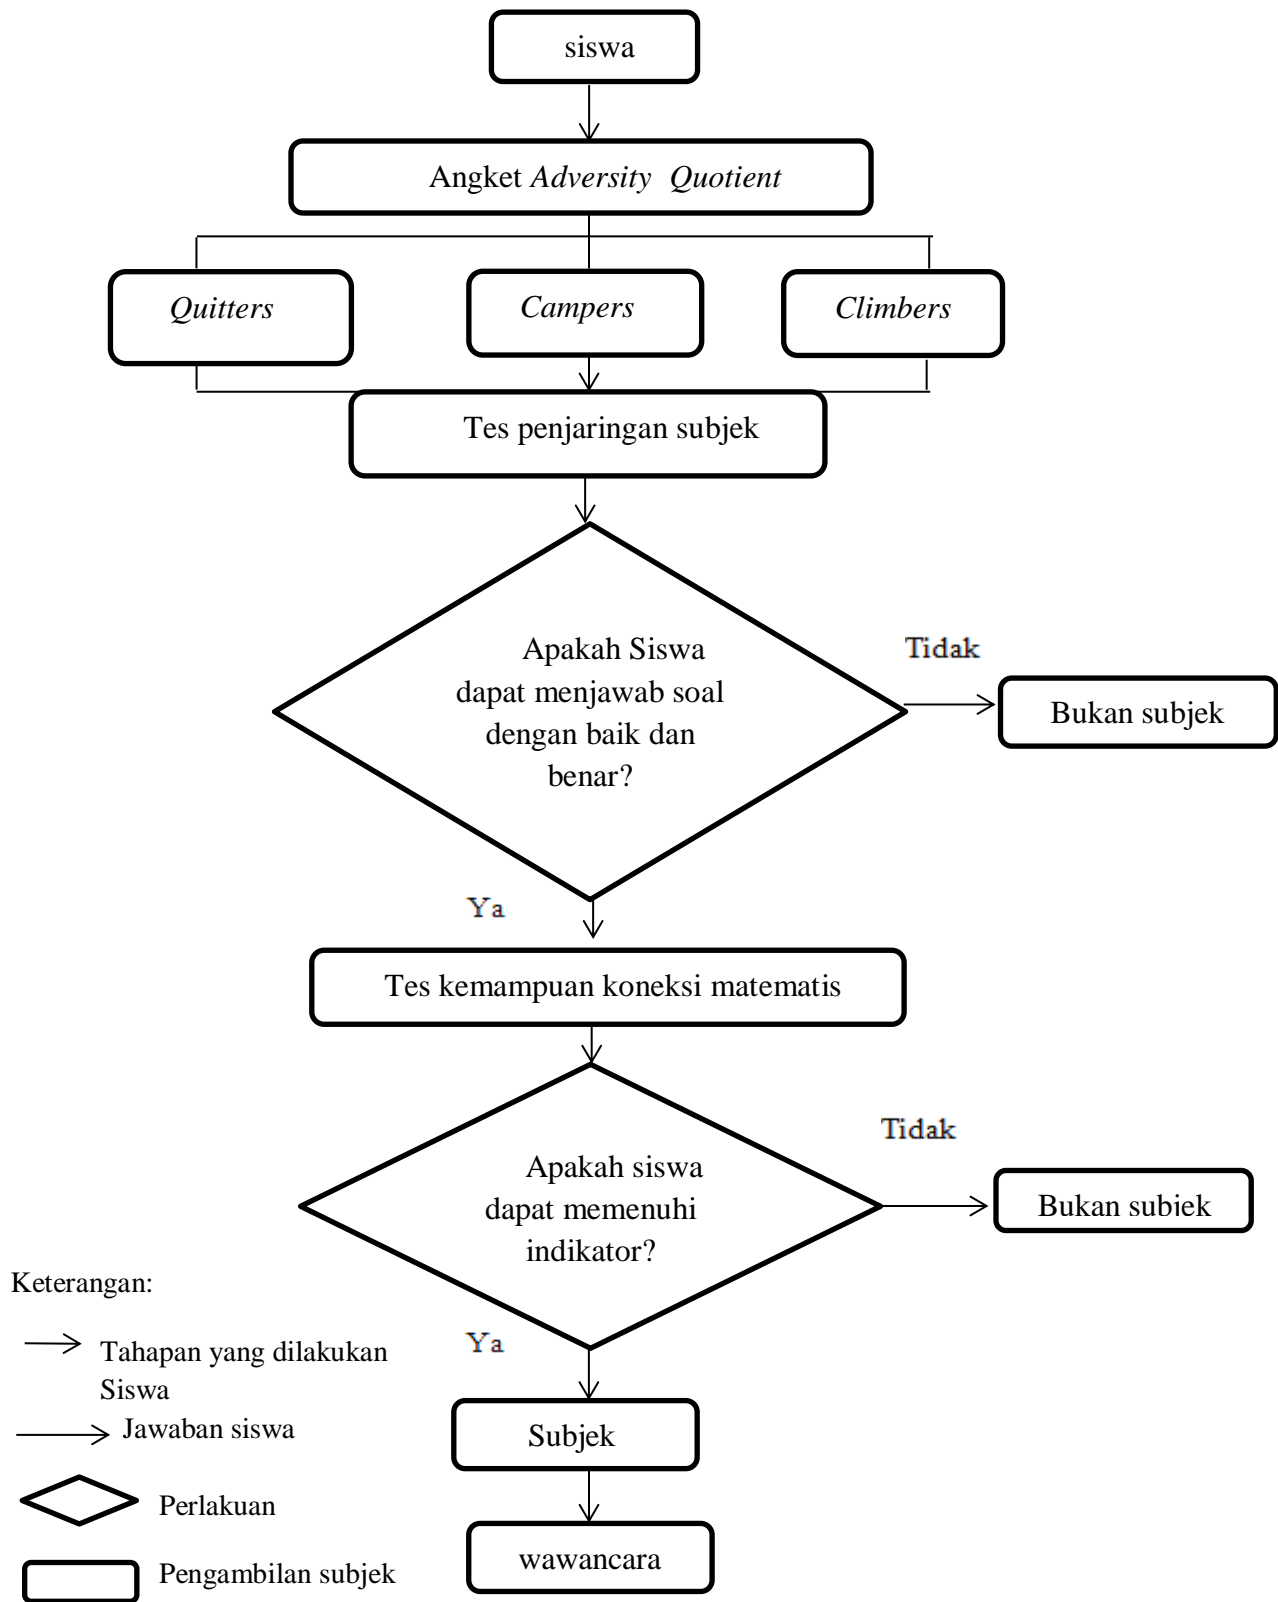 siswa
Angket Adversity Quotient
Quitters
Campers
Climbers
Tes penjaringan subjek
Apakah Siswa
dapat menjawab soal
dengan baik dan
benar?
Tidak
Bukan subjek
Ya
Tes kemampuan koneksi matematis
Apakah siswa
dapat memenuhi
indikator?
Tidak
Bukan subjek
Ya
Subjek
wawancara
Keterangan:
Tahapan yang dilakukan
Siswa
Jawaban siswa
Perlakuan
Pengambilan subjek